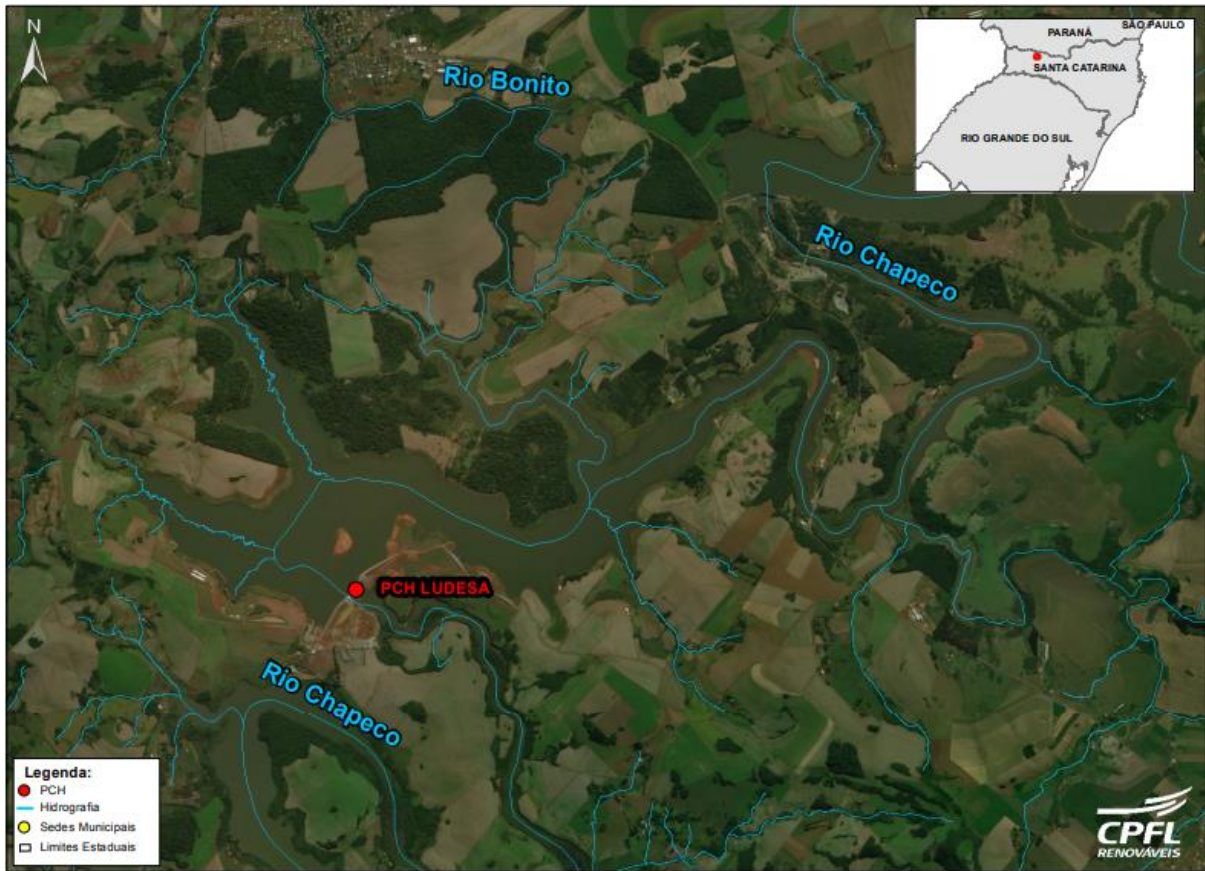 N
Rio Bonito
PARANÁ
SÃO PAULO
SANTA CATARINA
RIO GRANDE DO SUL
Rio Chapeco
PCH LUDESA
Rio Chapeco
Legenda:
PCH
Hidrografia
Sedes Municipais
Limites Estaduais
CPFL
RENOVÁVEIS